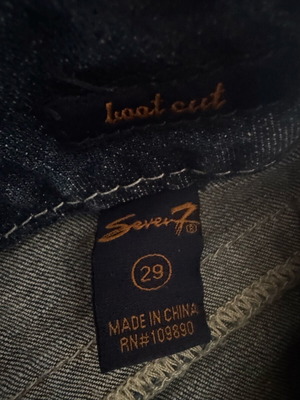 boot cut
Seven7®
29
MADE IN CHINA
RN#109890